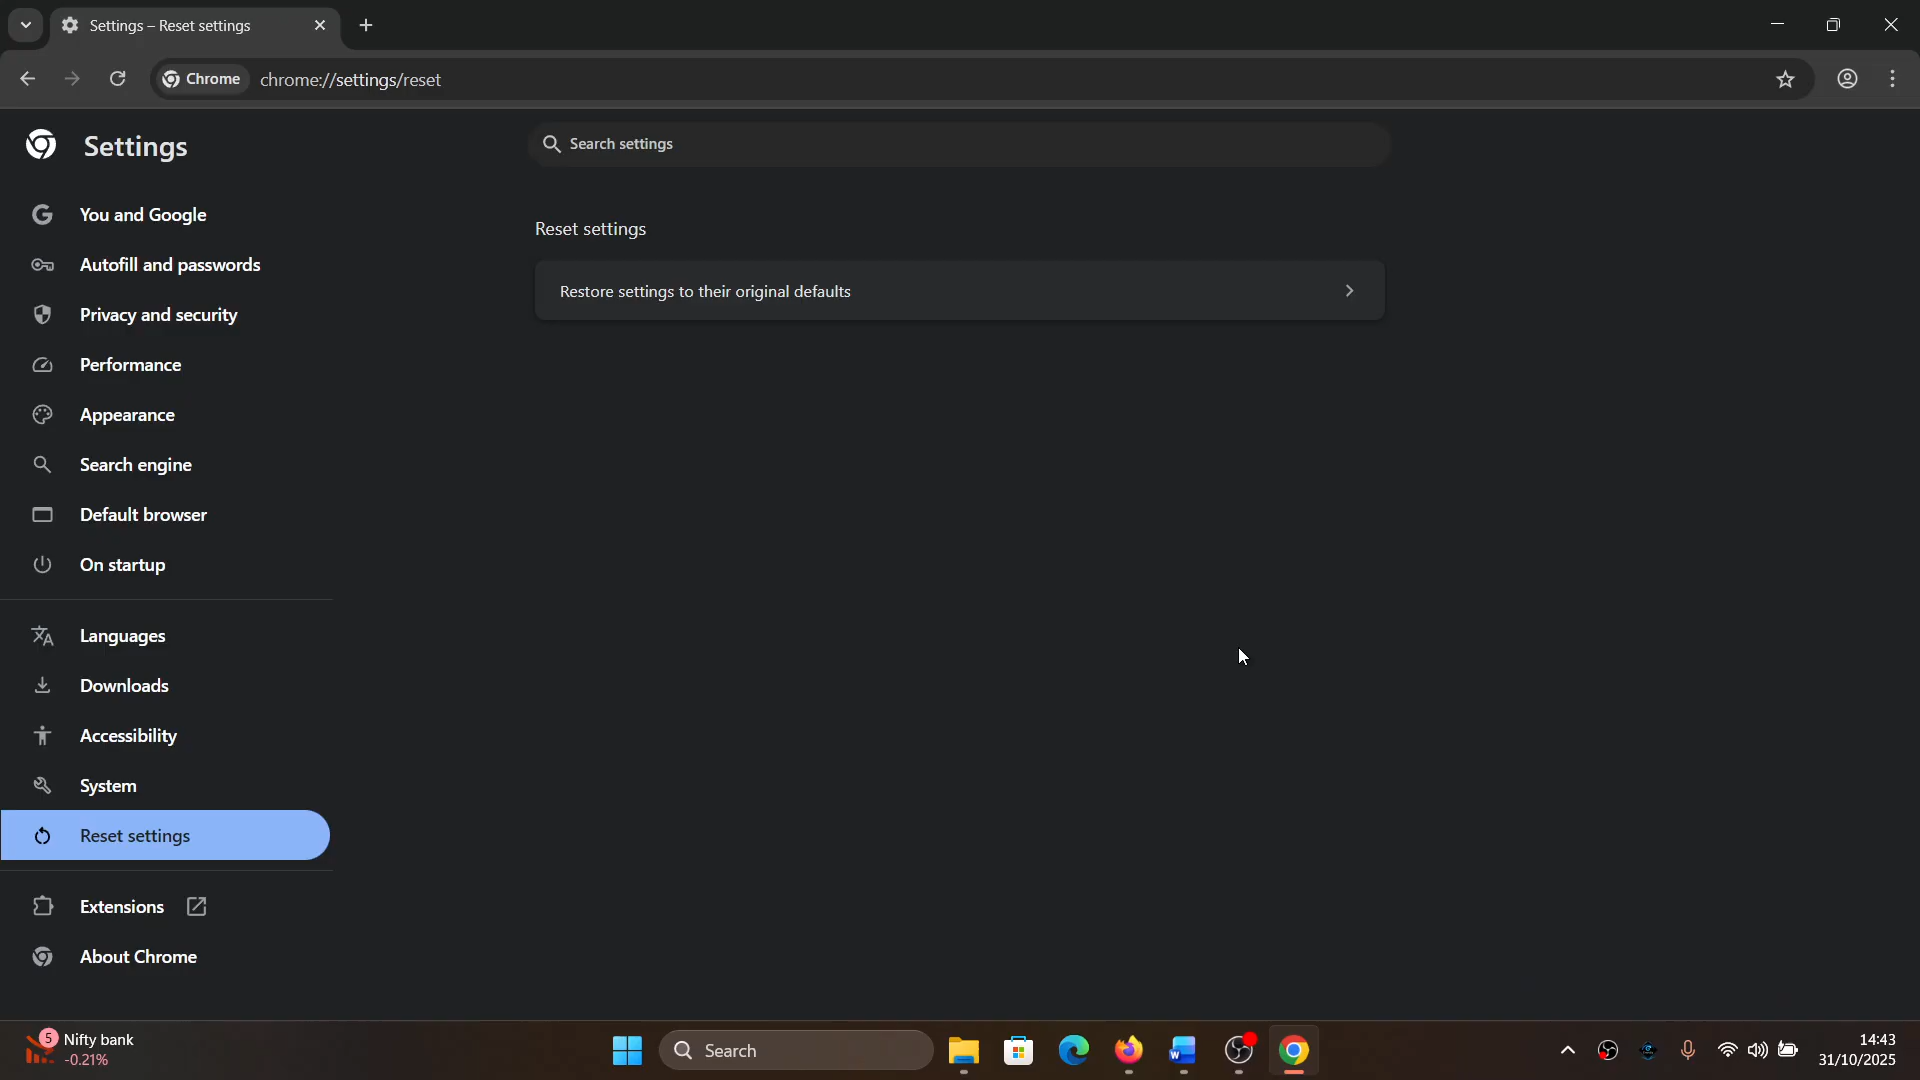 Settings – Reset settings
Chrome
chrome://settings/reset
Settings
Search settings
You and Google
Autofill and passwords
Privacy and security
Performance
Appearance
Search engine
Default browser
On startup
Languages
Downloads
Accessibility
System
Reset settings
Extensions
About Chrome
Reset settings
Restore settings to their original defaults
5
Nifty bank
-0.21%
Search
14:43
31/10/2025